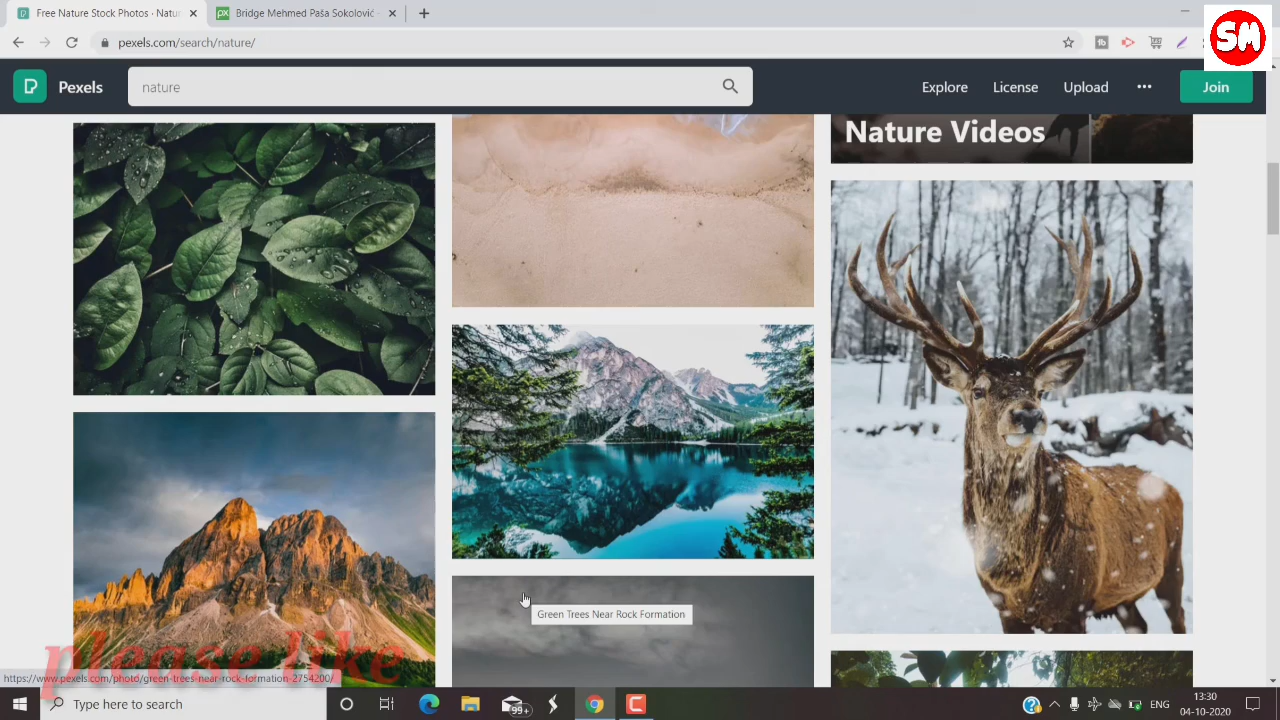 Free Nature Stock Photos · Natur
Bridge Mehmed Paša Sokolović ·
SM
pexels.com/search/nature/
Pexels
nature
Explore
License
Upload
Join
Nature Videos
Green Trees Near Rock Formation
please like
https://www.pexels.com/photo/green-trees-near-rock-formation-2754200/
Type here to search
99+
ENG
13:30
04-10-2020